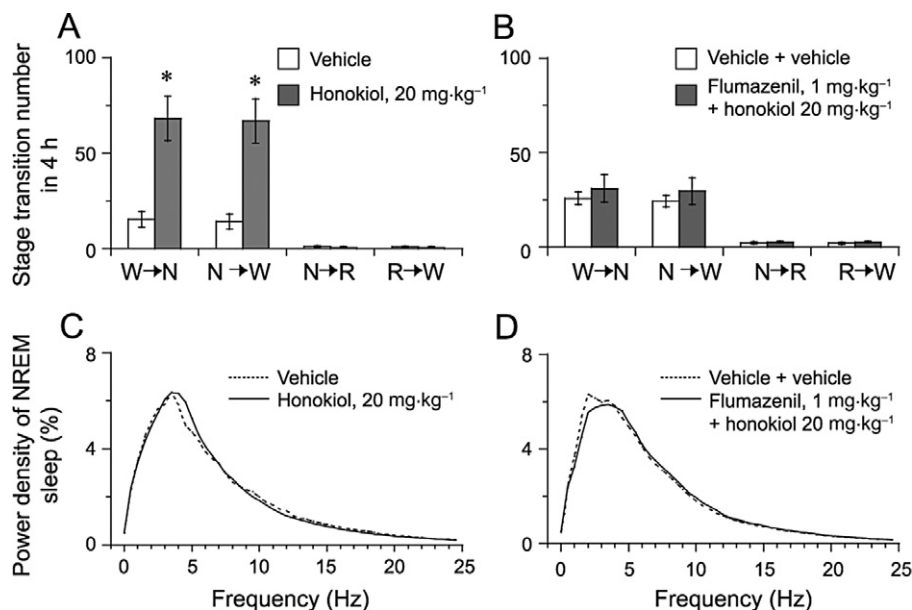 A
Stage transition number
in 4 h
100
50
0
Vehicle
Honokiol, 20 mg·kg⁻¹
*
*
W→N
N→W
N→R
R→W
B
100
50
0
Vehicle + vehicle
Flumazenil, 1 mg·kg⁻¹
+ honokiol 20 mg·kg⁻¹
W→N
N→W
N→R
R→W
C
Power density of NREM
sleep (%)
8
4
0
Vehicle
Honokiol, 20 mg·kg⁻¹
0 5 10 15 20 25
Frequency (Hz)
D
8
4
0
Vehicle + vehicle
Flumazenil, 1 mg·kg⁻¹
+ honokiol 20 mg·kg⁻¹
0 5 10 15 20 25
Frequency (Hz)